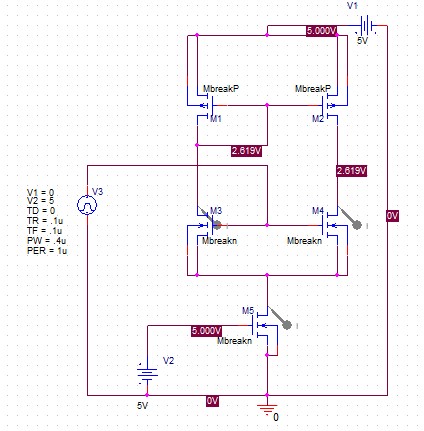 V1
5.000V
5V
MbreakP
MbreakP
M1
M2
2.619V
2.619V
V1 = 0
V2 = 5
TD = 0
TR = .1u
TF = .1u
PW = .4u
PER = 1u
V3
M3
M4
0V
Mbreakn
Mbreakn
I
I
M5
5.000V
I
Mbreakn
V2
5V
0V
0